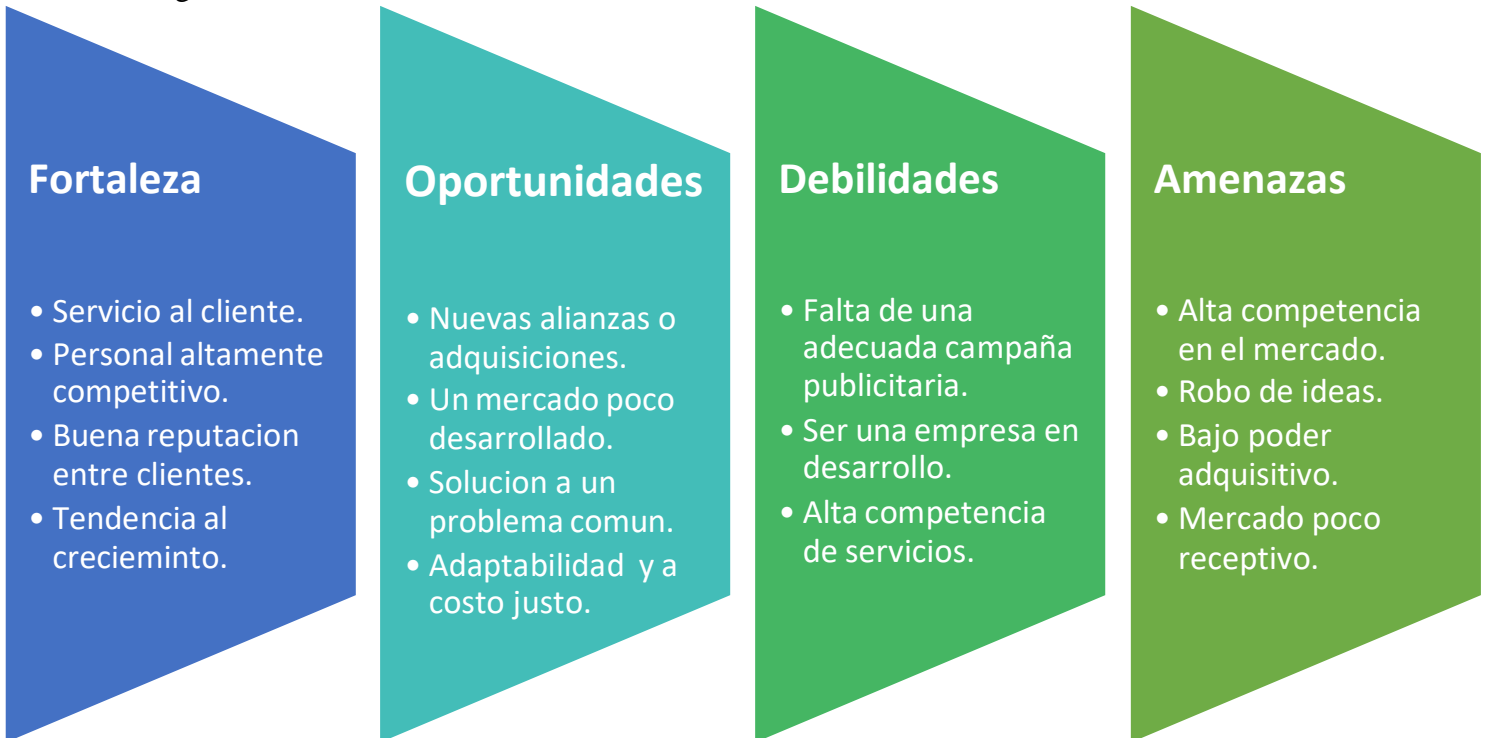 Fortaleza
• Servicio al cliente.
• Personal altamente
competitivo.
• Buena reputacion
entre clientes.
• Tendencia al
crecieminto.
Oportunidades
• Nuevas alianzas o
adquisiciones.
• Un mercado poco
desarrollado.
• Solucion a un
problema comun.
• Adaptabilidad y a
costo justo.
Debilidades
• Falta de una
adecuada campaña
publicitaria.
• Ser una empresa en
desarrollo.
• Alta competencia
de servicios.
Amenazas
• Alta competencia
en el mercado.
• Robo de ideas.
• Bajo poder
adquisitivo.
• Mercado poco
receptivo.